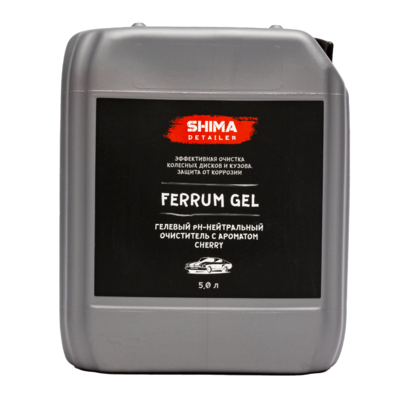 SHIMA
DETAILER
ЭФФЕКТИВНАЯ ОЧИСТКА
КОЛЕСНЫХ ДИСКОВ И КУЗОВА.
ЗАЩИТА ОТ КОРРОЗИИ
FERRUM GEL
ГЕЛЕВЫЙ PH-НЕЙТРАЛЬНЫЙ
ОЧИСТИТЕЛЬ С АРОМАТОМ
CHERRY
5,0 л